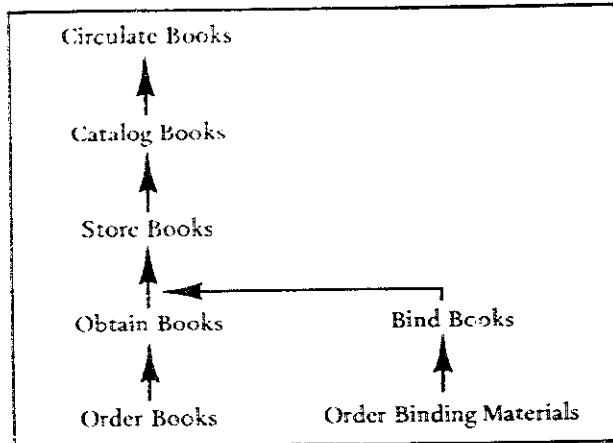 Circulate Books
Catalog Books
Store Books
Obtain Books Bind Books
Order Books Order Binding Materials